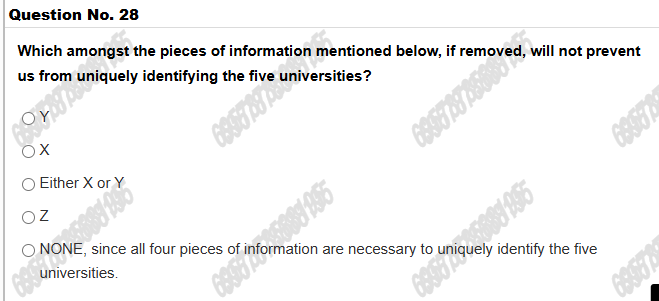 Question No. 28
Which amongst the pieces of information mentioned below, if removed, will not prevent
us from uniquely identifying the five universities?
Y
X
Either X or Y
Z
NONE, since all four pieces of information are necessary to uniquely identify the five
universities.